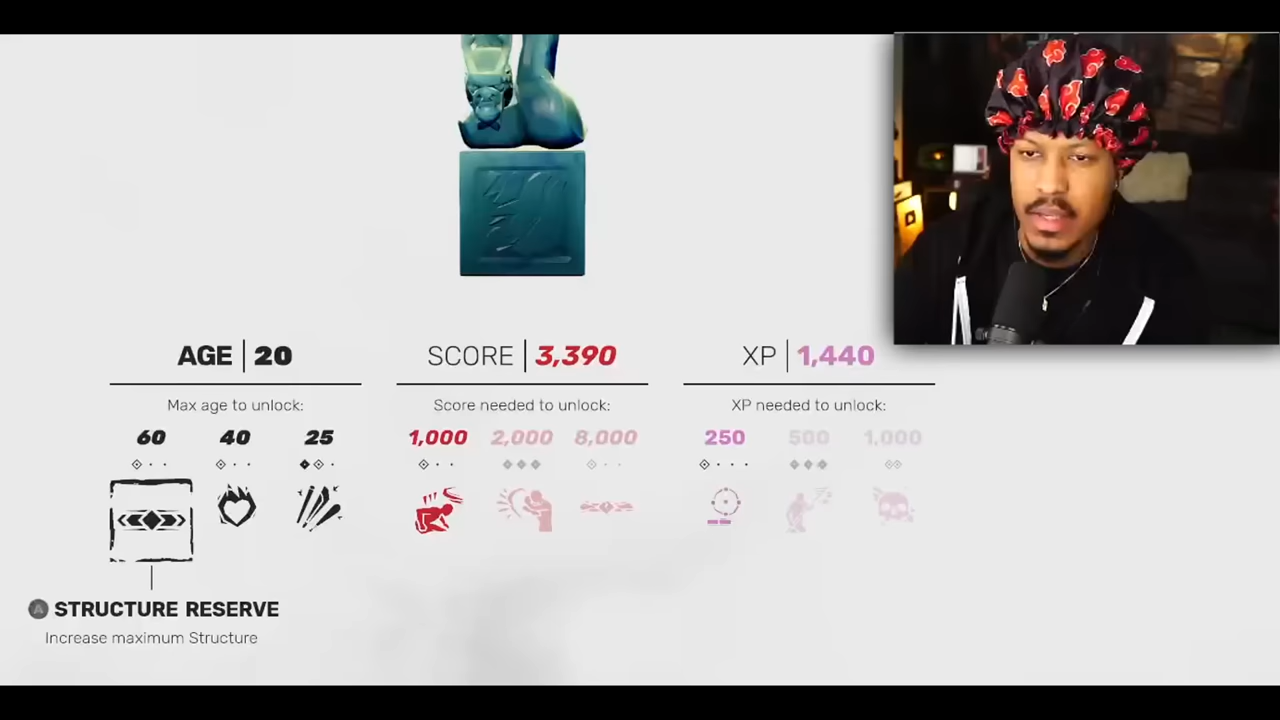 AGE | 20
SCORE | 3,390
XP | 1,440
Max age to unlock:
Score needed to unlock:
XP needed to unlock:
60 40 25
1,000 2,000 8,000
250 500 1,000
A STRUCTURE RESERVE
Increase maximum Structure